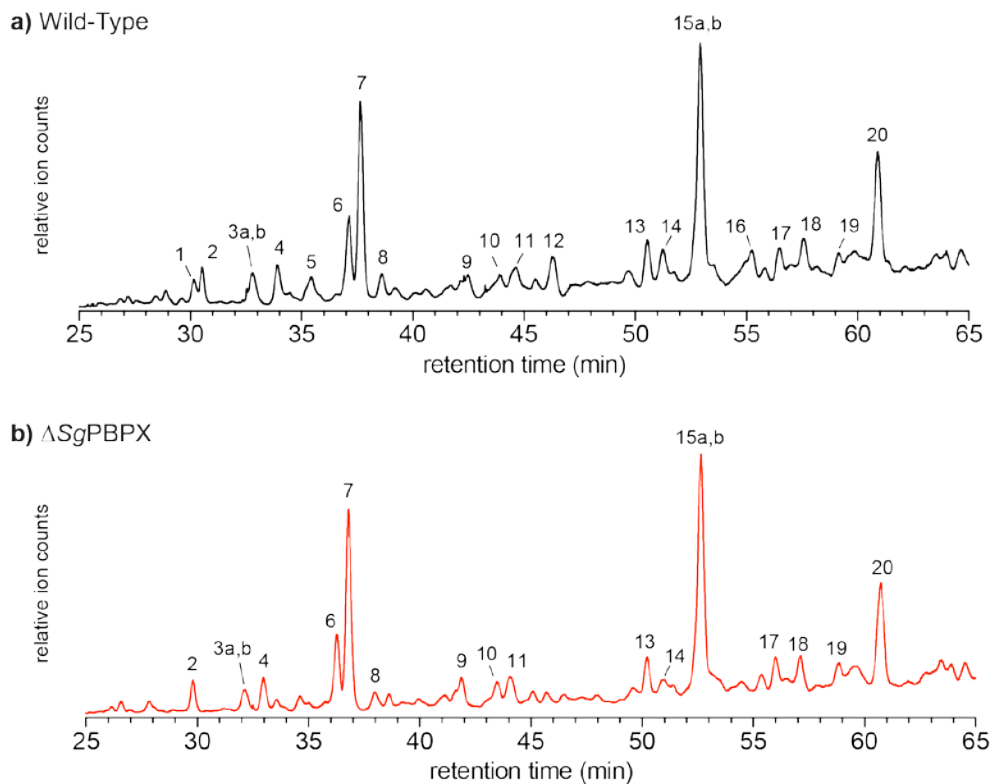 a) Wild-Type
relative ion counts
1 2 3a,b 4 5 6 7 8 9 10 11 12 13 14 15a,b 16 17 18 19 20
25 30 35 40 45 50 55 60 65
retention time (min)
b) ΔSgPBPX
relative ion counts
2 3a,b 4 6 7 8 9 10 11 13 14 15a,b 17 18 19 20
25 30 35 40 45 50 55 60 65
retention time (min)